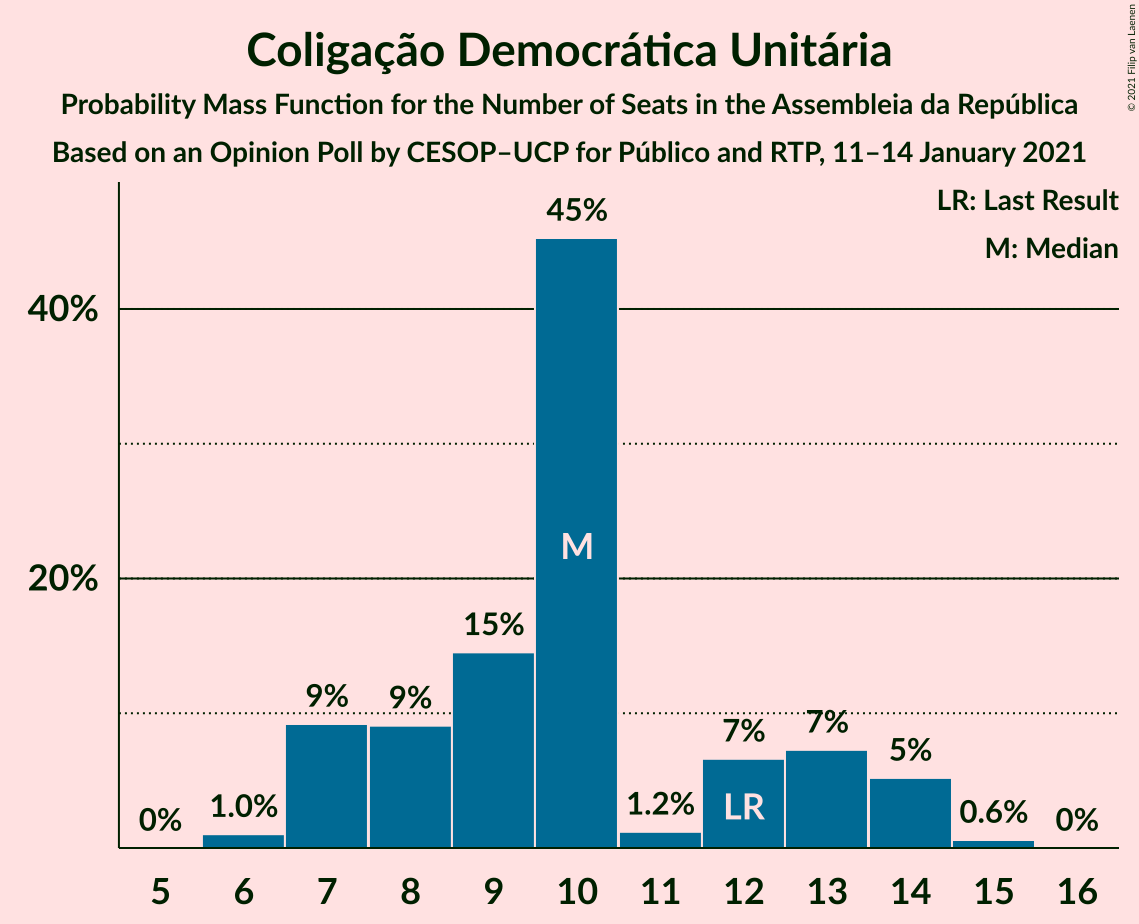 Coligação Democrática Unitária
Probability Mass Function for the Number of Seats in the Assembleia da República
Based on an Opinion Poll by CESOP–UCP for Público and RTP, 11–14 January 2021
© 2021 Filip van Laenen
LR: Last Result
M: Median
40%
20%
0%
1.0%
9%
9%
15%
45%
1.2%
7%
7%
5%
0.6%
0%
M
LR
5 6 7 8 9 10 11 12 13 14 15 16